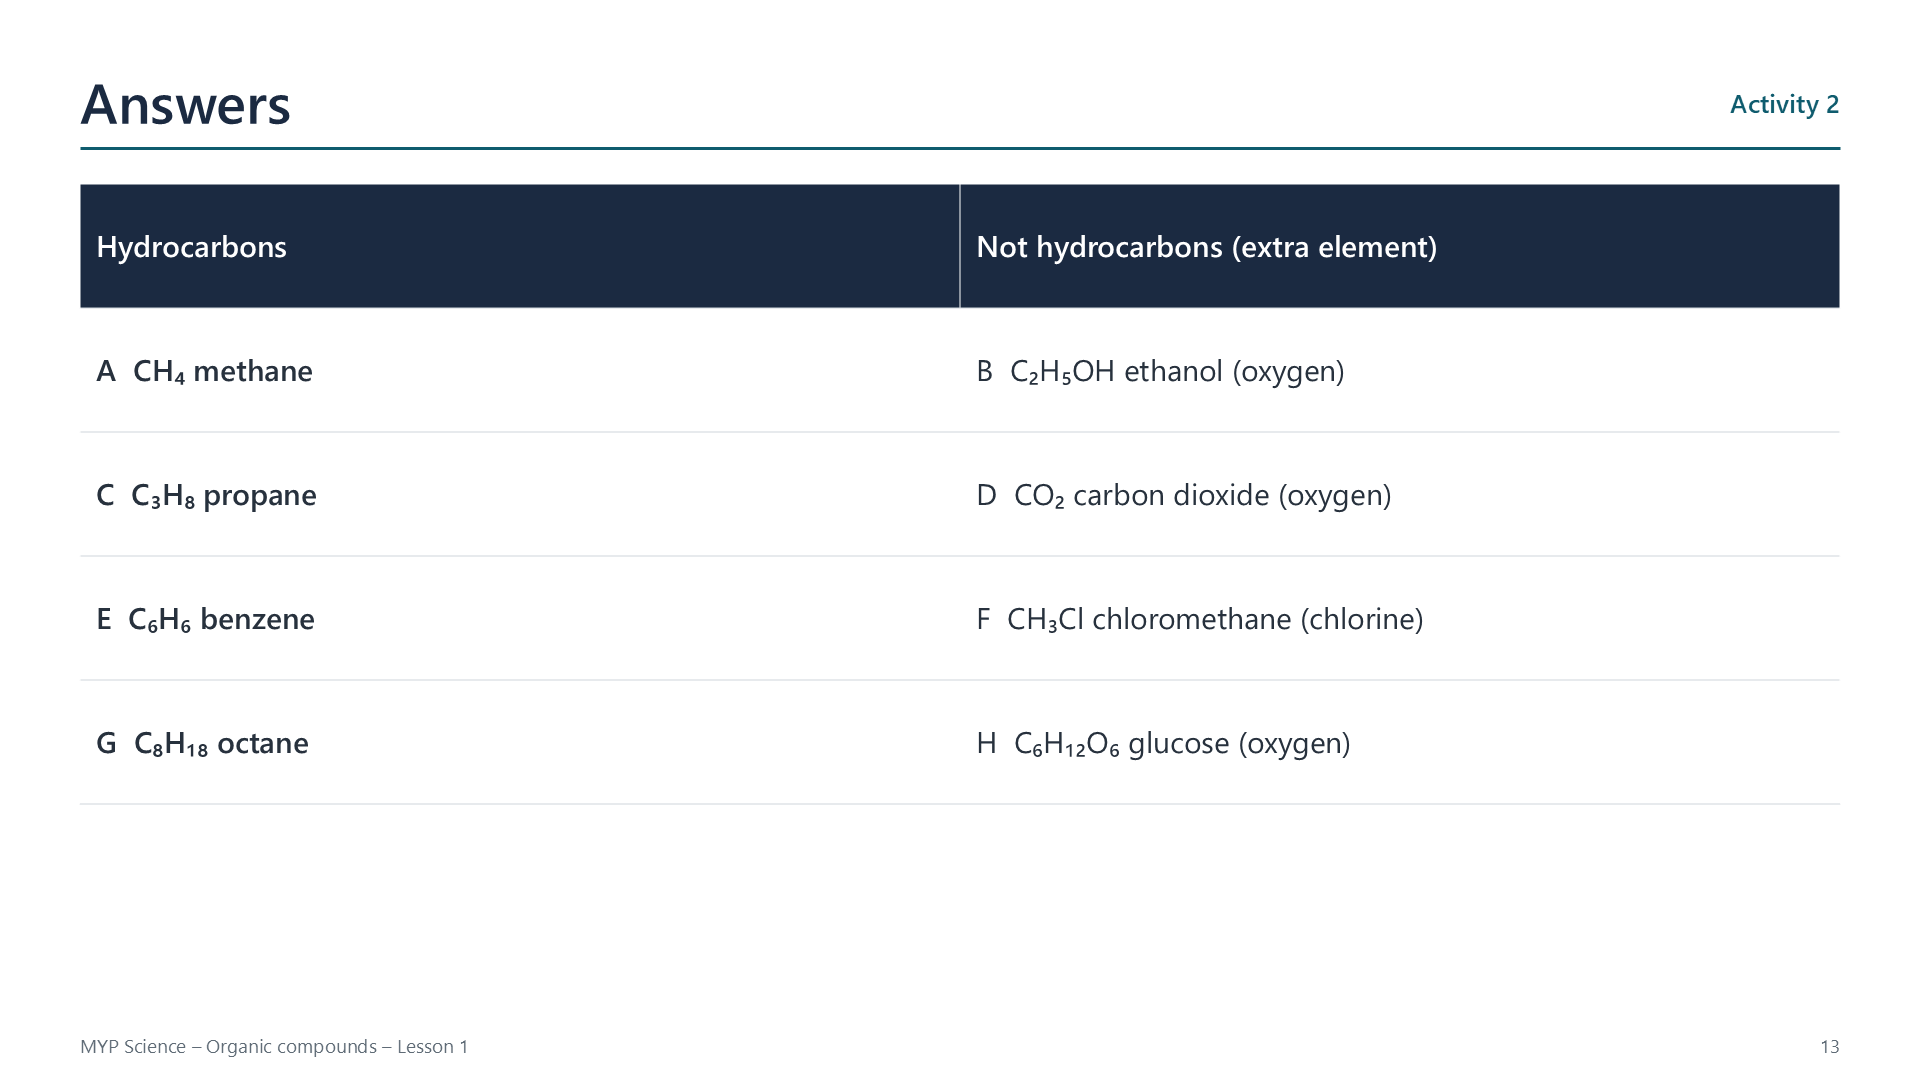 Answers
Activity 2
Hydrocarbons
Not hydrocarbons (extra element)
A  CH₄ methane
B  C₂H₅OH ethanol (oxygen)
C  C₃H₈ propane
D  CO₂ carbon dioxide (oxygen)
E  C₆H₆ benzene
F  CH₃Cl chloromethane (chlorine)
G  C₈H₁₈ octane
H  C₆H₁₂O₆ glucose (oxygen)
MYP Science – Organic compounds – Lesson 1
13